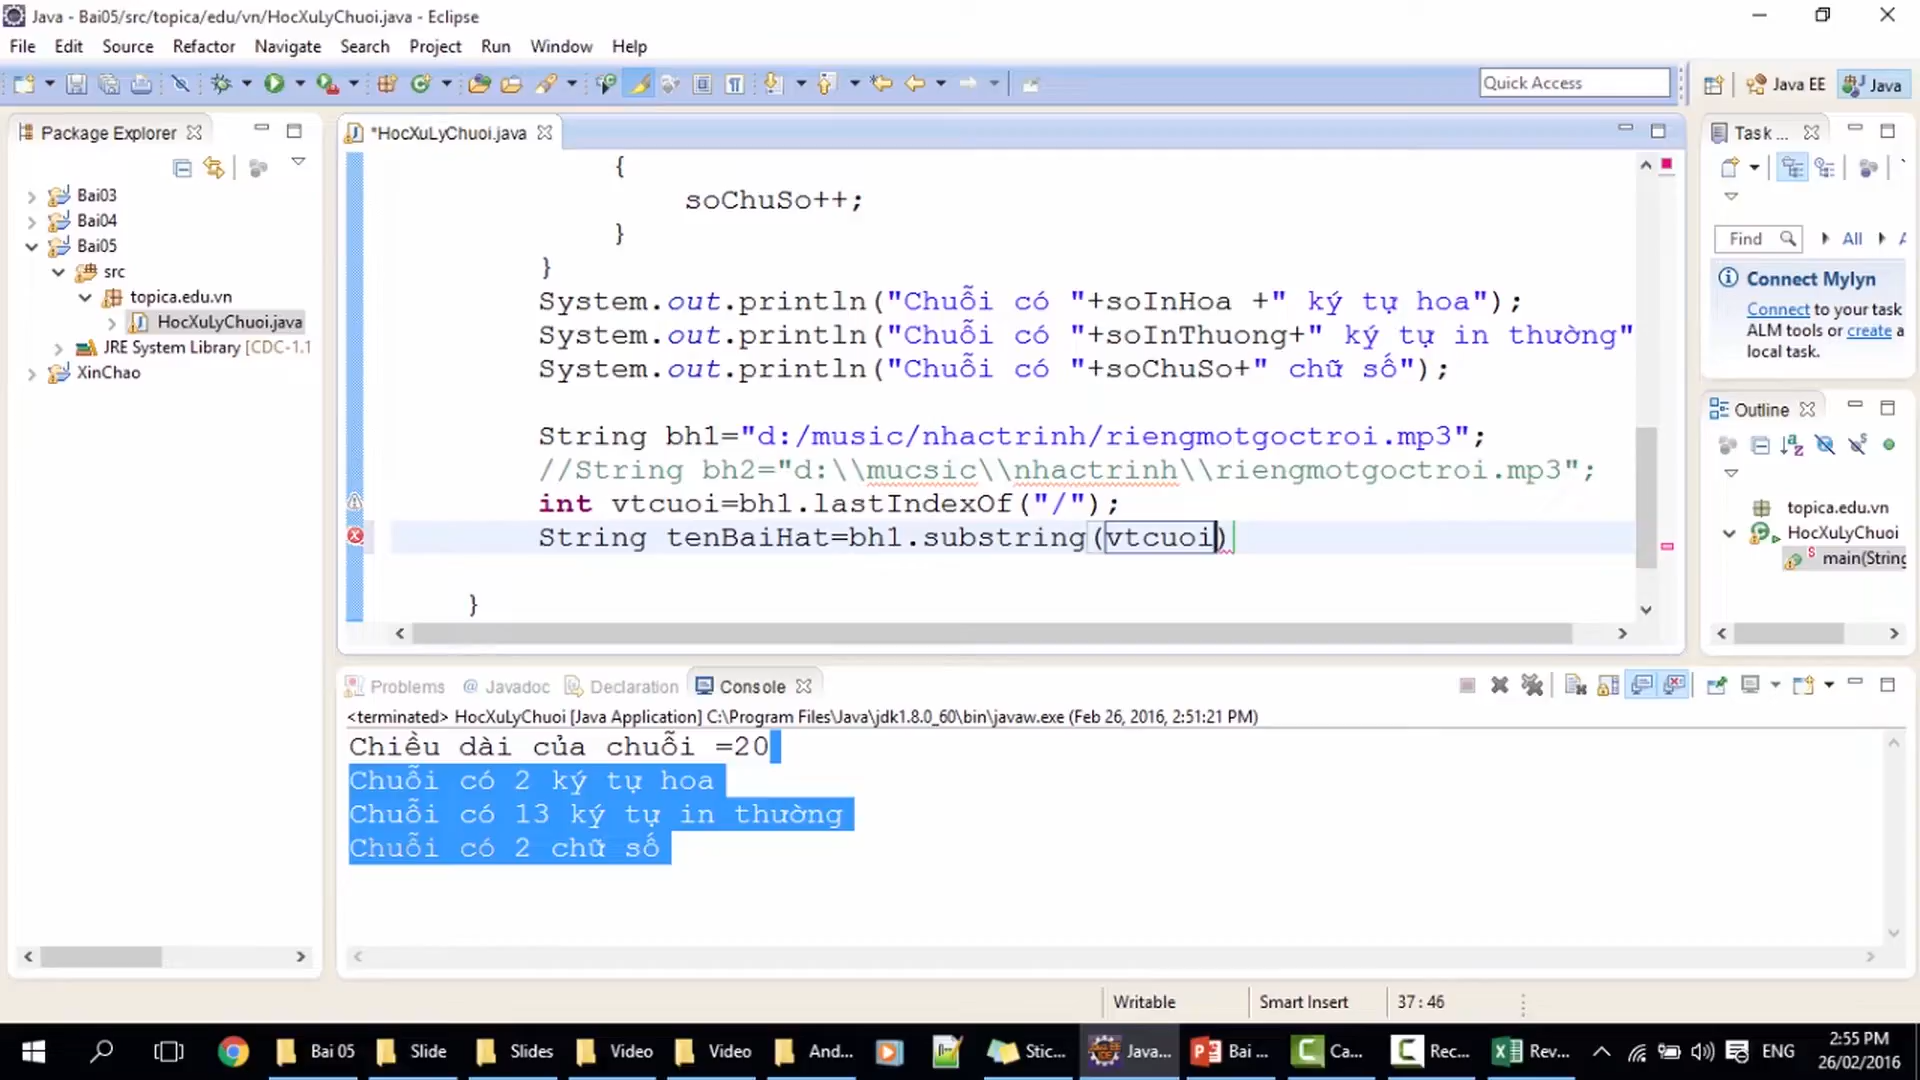 Java - Bai05/src/topica/edu/vn/HocXuLyChuoi.java - Eclipse
File Edit Source Refactor Navigate Search Project Run Window Help
Quick Access
Java EE
Java
Package Explorer
*HocXuLyChuoi.java
Task ...
Bai03
Bai04
Bai05
src
topica.edu.vn
HocXuLyChuoi.java
JRE System Library [CDC-1.1
XinChao
{
soChuSo++;
}
}
System.out.println("Chuỗi có "+soInHoa +" ký tự hoa");
System.out.println("Chuỗi có "+soInThuong+" ký tự in thường"
System.out.println("Chuỗi có "+soChuSo+" chữ số");
String bh1="d:/music/nhactrinh/riengmotgoctroi.mp3";
//String bh2="d:\\mucsic\\nhactrinh\\riengmotgoctroi.mp3";
int vtcuoi=bh1.lastIndexOf("/");
String tenBaiHat=bh1.substring(vtcuoi)
}
Find
All
Connect Mylyn
Connect to your task
ALM tools or create a
local task.
Outline
topica.edu.vn
HocXuLyChuoi
main(String
Problems @ Javadoc Declaration Console
<terminated> HocXuLyChuoi [Java Application] C:\Program Files\Java\jdk1.8.0_60\bin\javaw.exe (Feb 26, 2016, 2:51:21 PM)
Chiều dài của chuỗi =20
Chuỗi có 2 ký tự hoa
Chuỗi có 13 ký tự in thường
Chuỗi có 2 chữ số
Writable Smart Insert 37 : 46
Bai 05 Slide Slides Video Video And... Stic... Java... Bai ... Ca... Rec... Rev... ENG
2:55 PM
26/02/2016